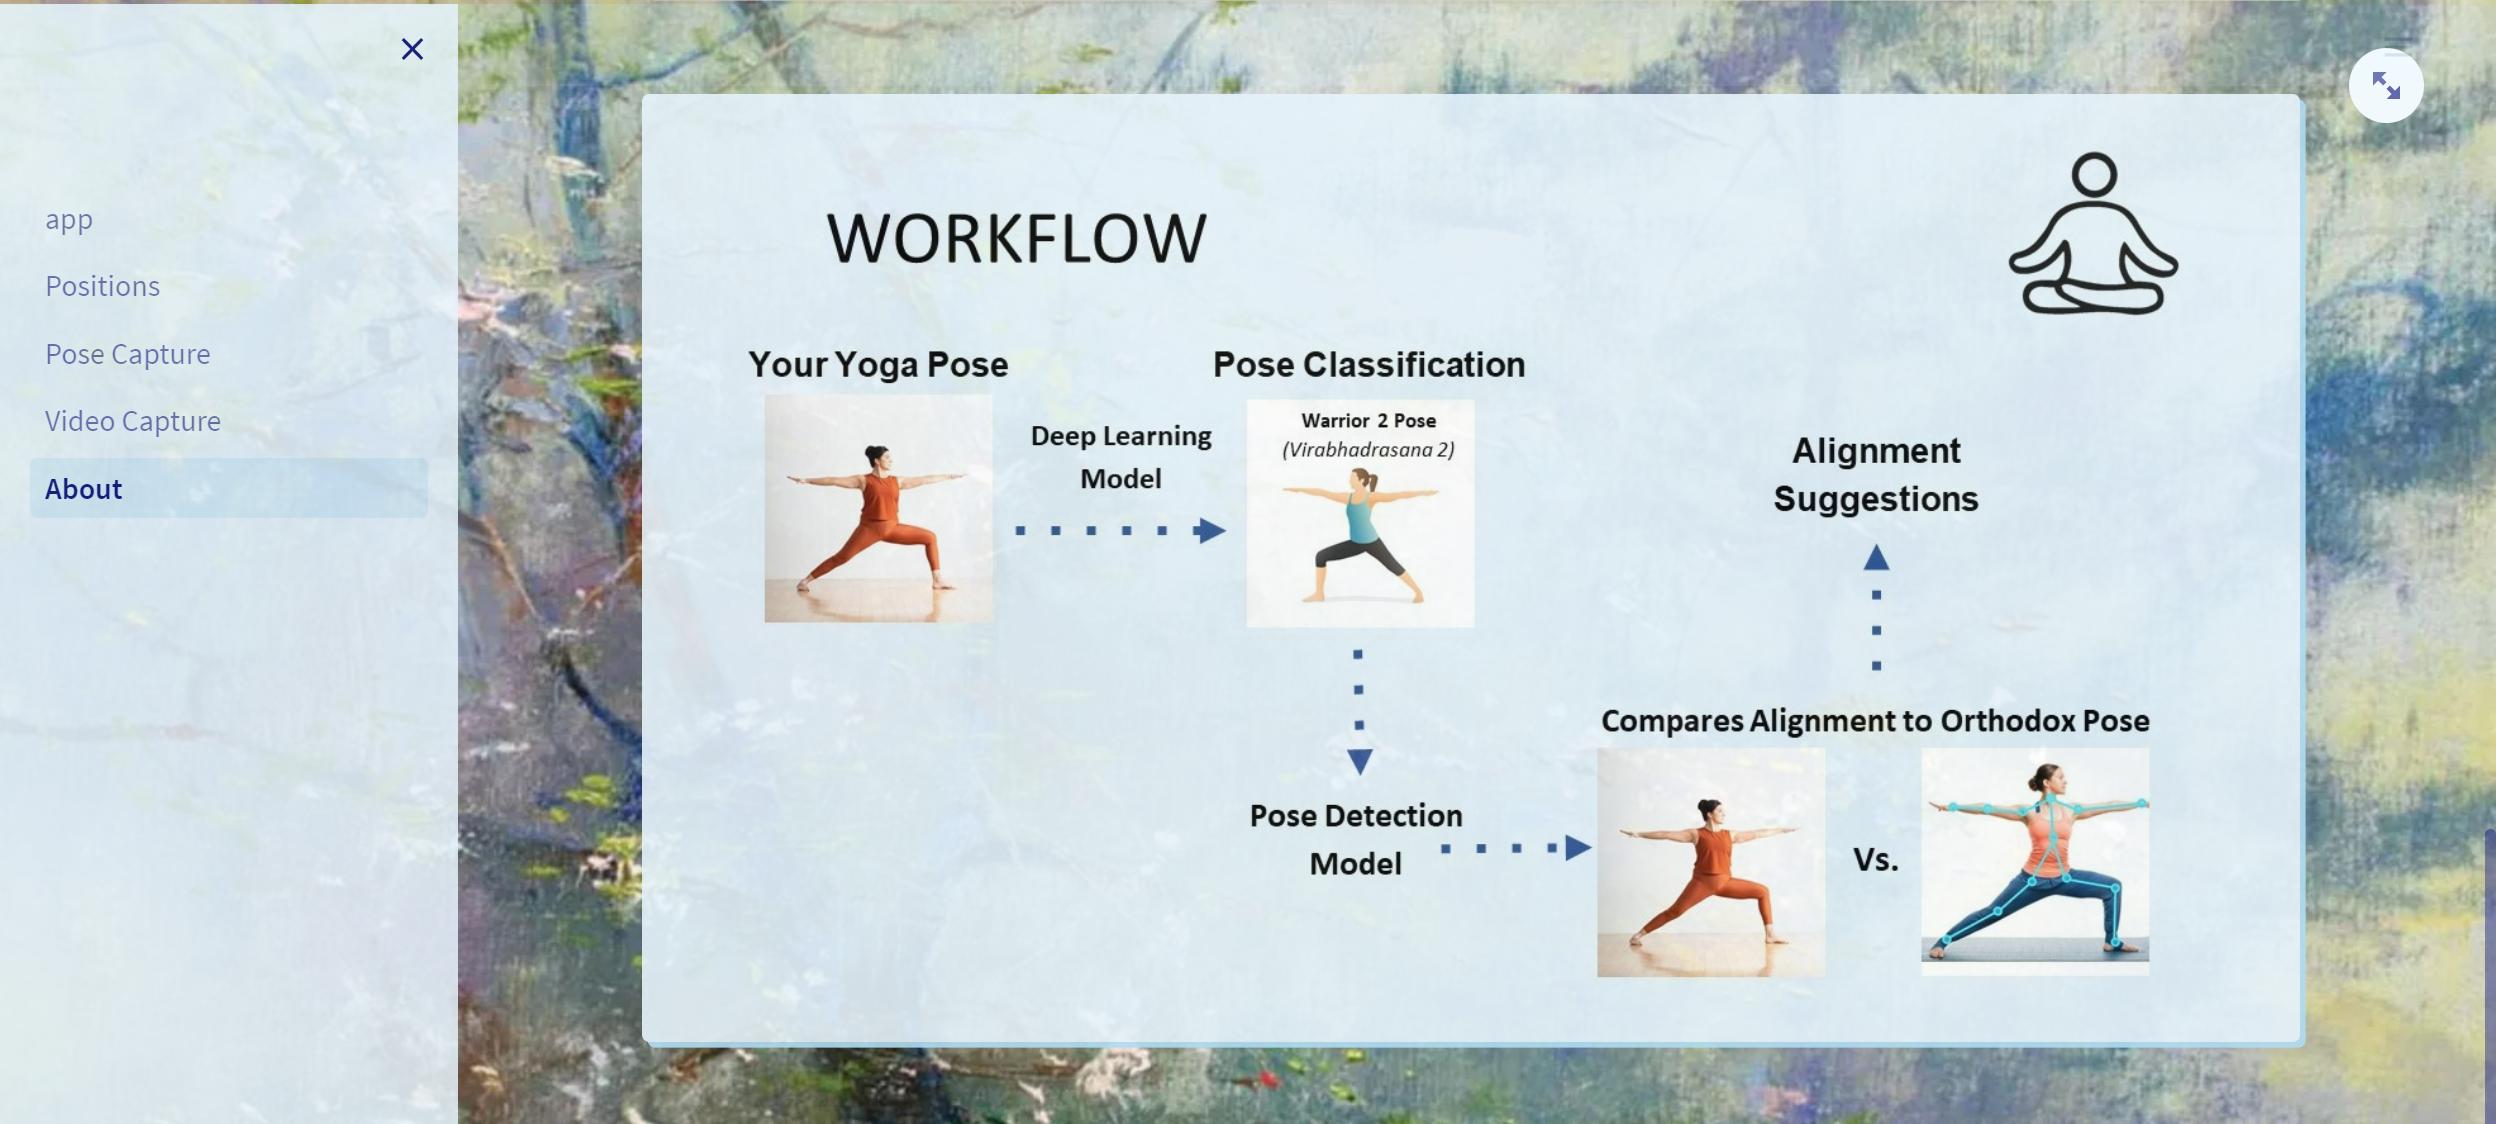 app
Positions
Pose Capture
Video Capture
About
WORKFLOW
Your Yoga Pose
Deep Learning
Model
Pose Classification
Warrior 2 Pose
(Virabhadrasana 2)
Pose Detection
Model
Compares Alignment to Orthodox Pose
Vs.
Alignment
Suggestions